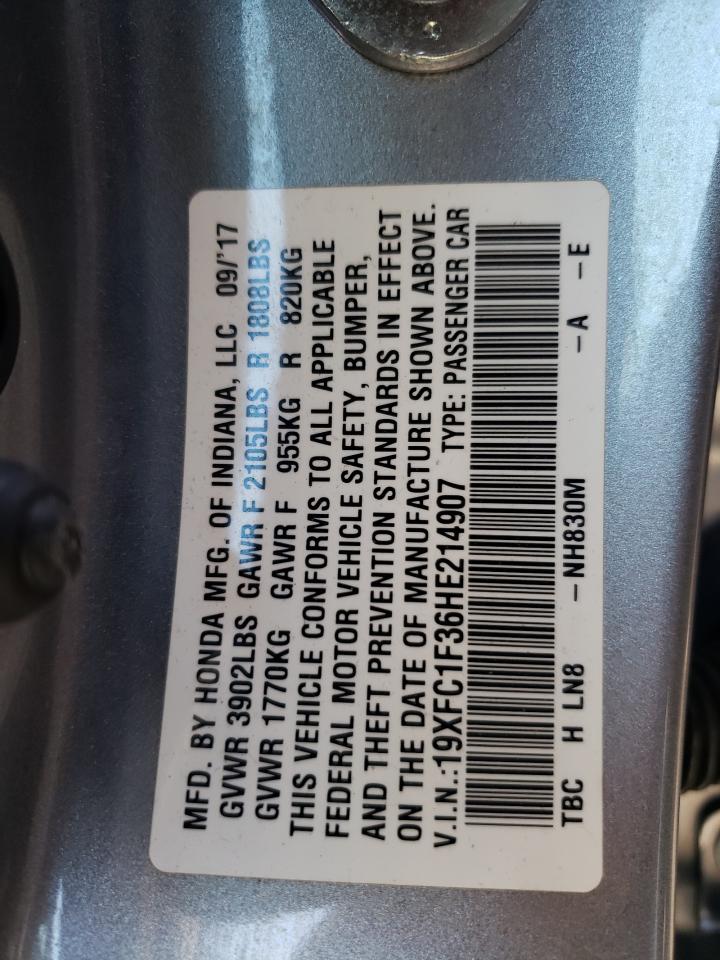 MFD. BY HONDA MFG. OF INDIANA, LLC 09/'17
GVWR 3902LBS GAWR F 2105LBS R 1808LBS
GVWR 1770KG GAWR F 955KG R 820KG
THIS VEHICLE CONFORMS TO ALL APPLICABLE
FEDERAL MOTOR VEHICLE SAFETY, BUMPER,
AND THEFT PREVENTION STANDARDS IN EFFECT
ON THE DATE OF MANUFACTURE SHOWN ABOVE.
V.I.N.:19XFC1F36HE214907 TYPE: PASSENGER CAR
TBC H LN8 –NH830M –A –E